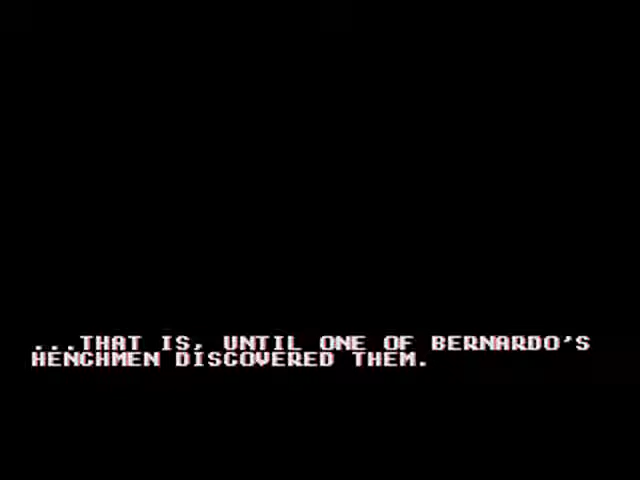 ...THAT IS, UNTIL ONE OF BERNARDO'S
HENCHMEN DISCOVERED THEM.